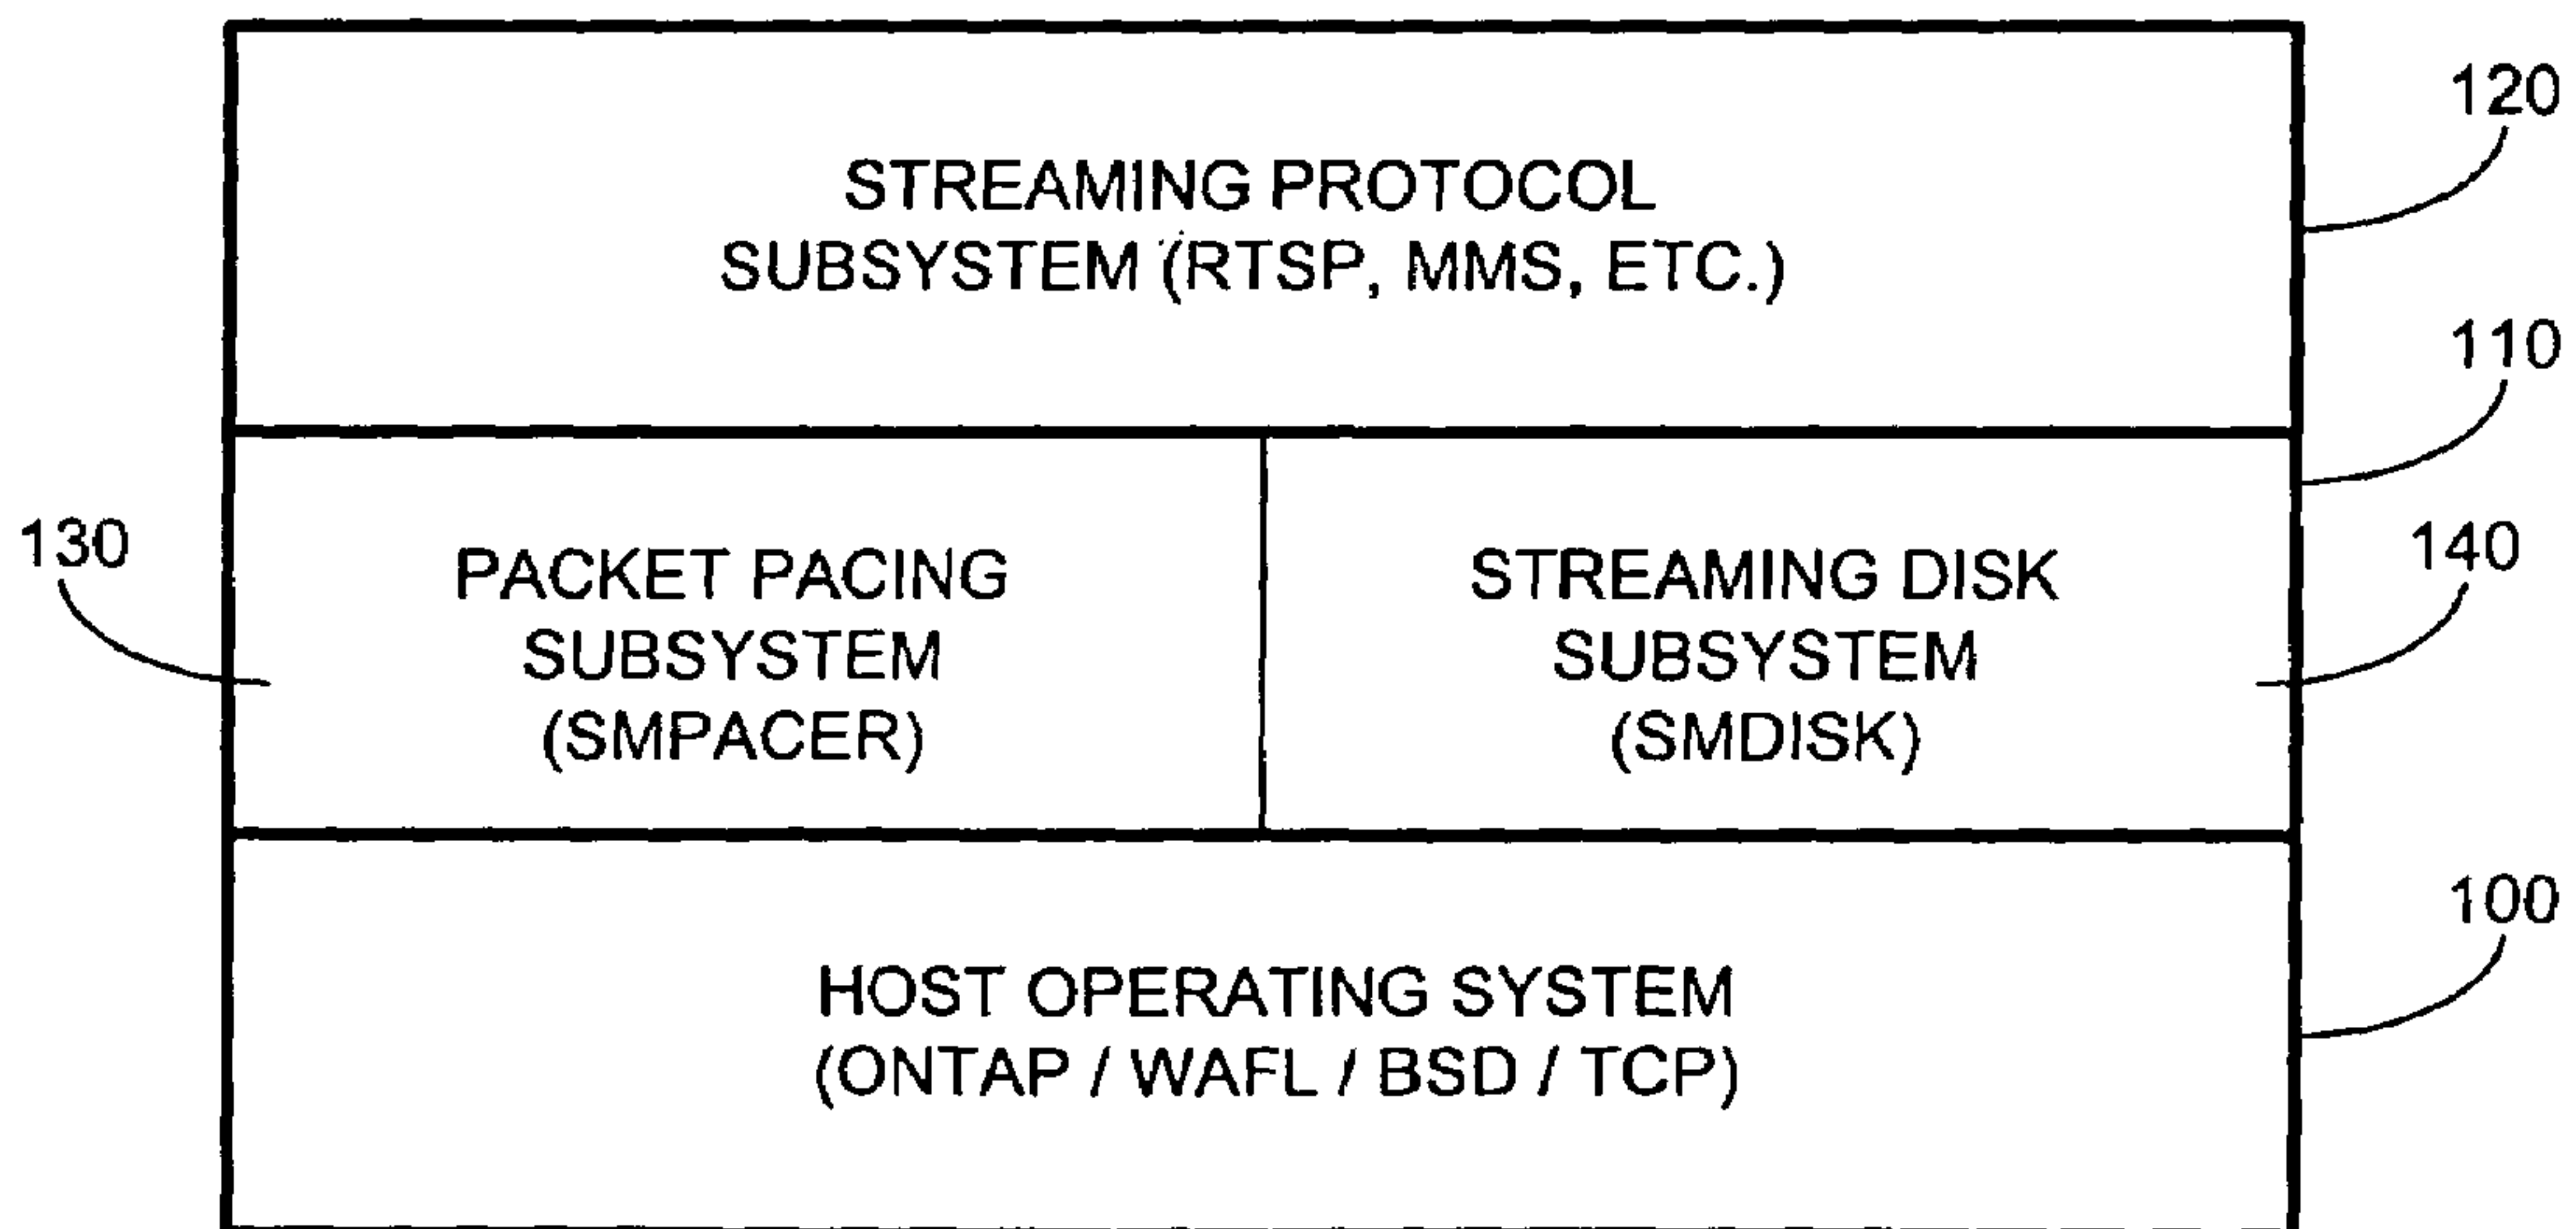 120
STREAMING PROTOCOL
SUBSYSTEM (RTSP, MMS, ETC.)
110
130
PACKET PACING
SUBSYSTEM
(SMPACER)
STREAMING DISK
SUBSYSTEM
(SMDISK)
140
HOST OPERATING SYSTEM
(ONTAP / WAFL / BSD / TCP)
100